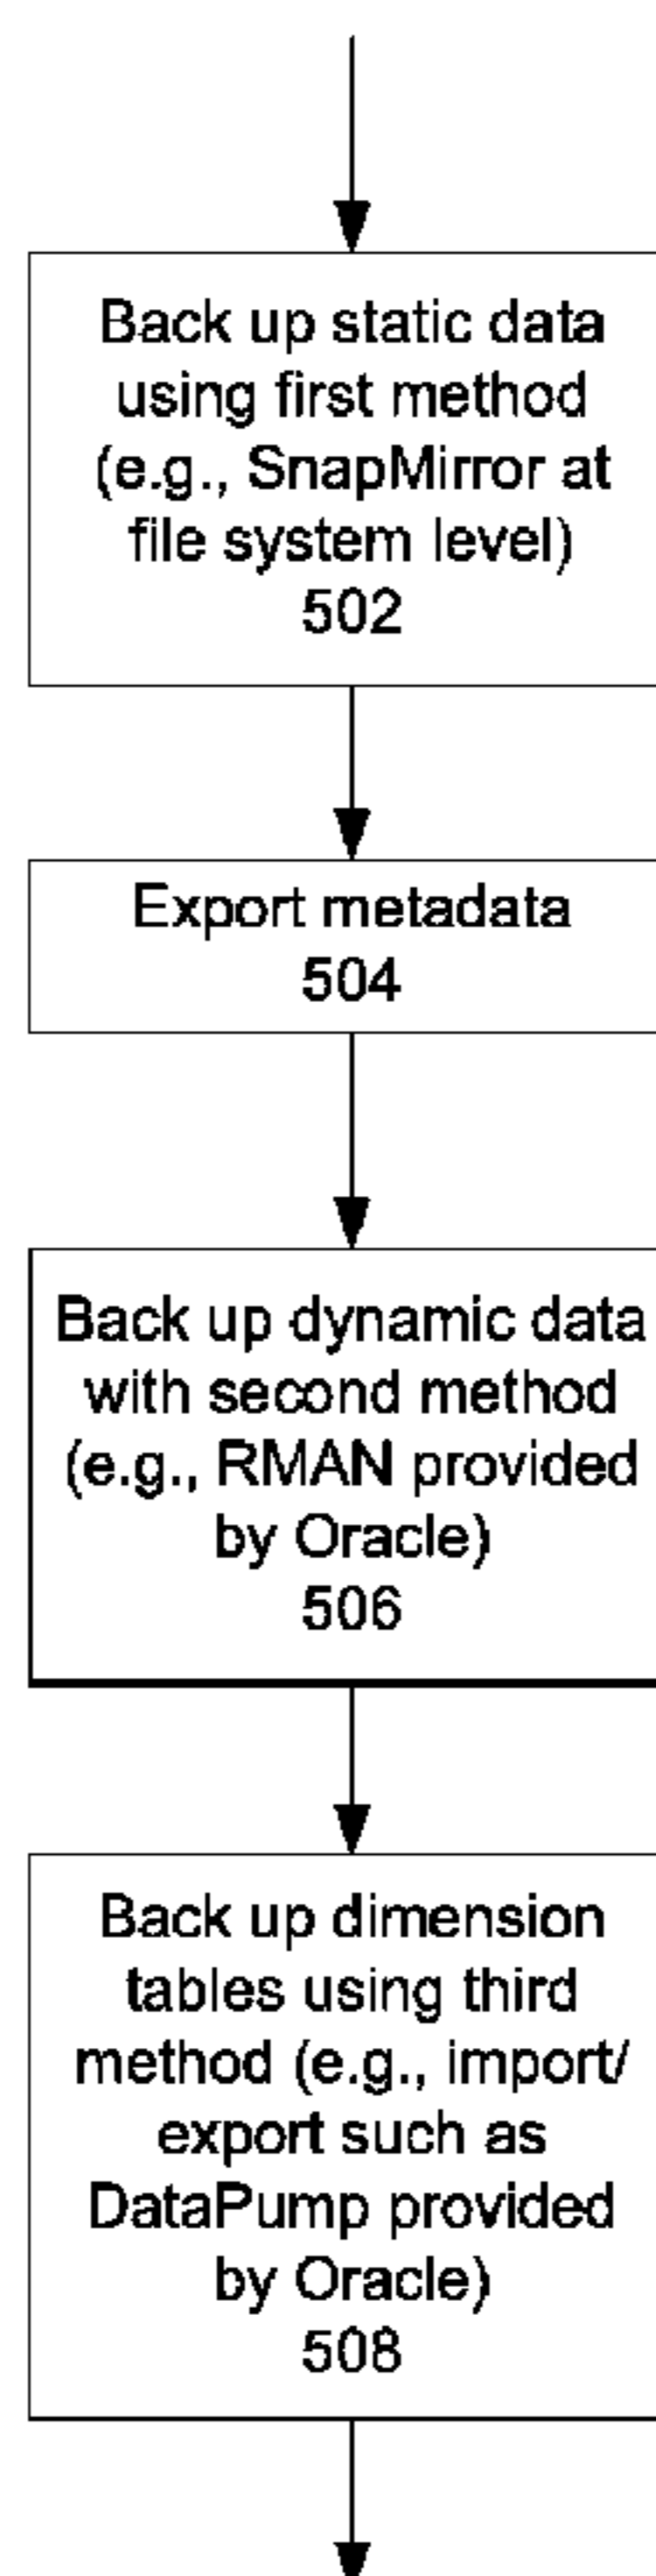 Back up static data
using first method
(e.g., SnapMirror at
file system level)
502
Export metadata
504
Back up dynamic data
with second method
(e.g., RMAN provided
by Oracle)
506
Back up dimension
tables using third
method (e.g., import/
export such as
DataPump provided
by Oracle)
508